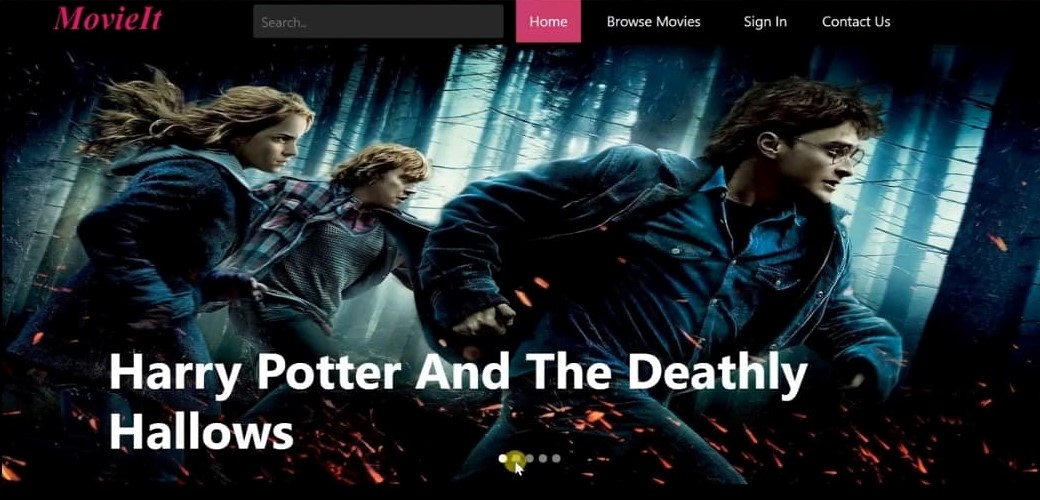 MovieIt
Search..
Home
Browse Movies
Sign In
Contact Us
Harry Potter And The Deathly
Hallows